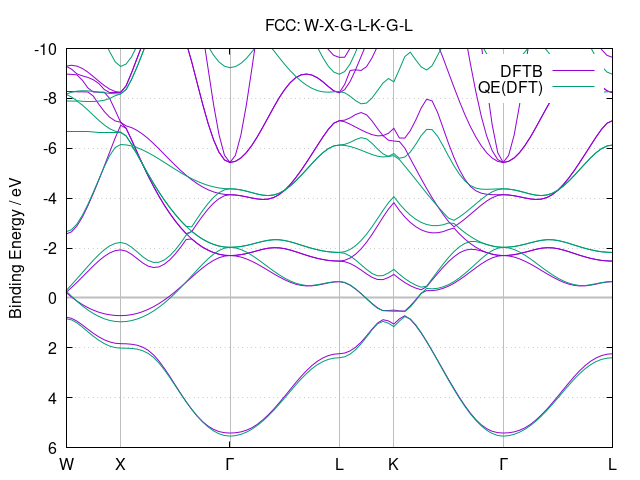 FCC: W-X-G-L-K-G-L
DFTB
QE(DFT)
Binding Energy / eV
-10
-8
-6
-4
-2
0
2
4
6
W X Γ L K Γ L